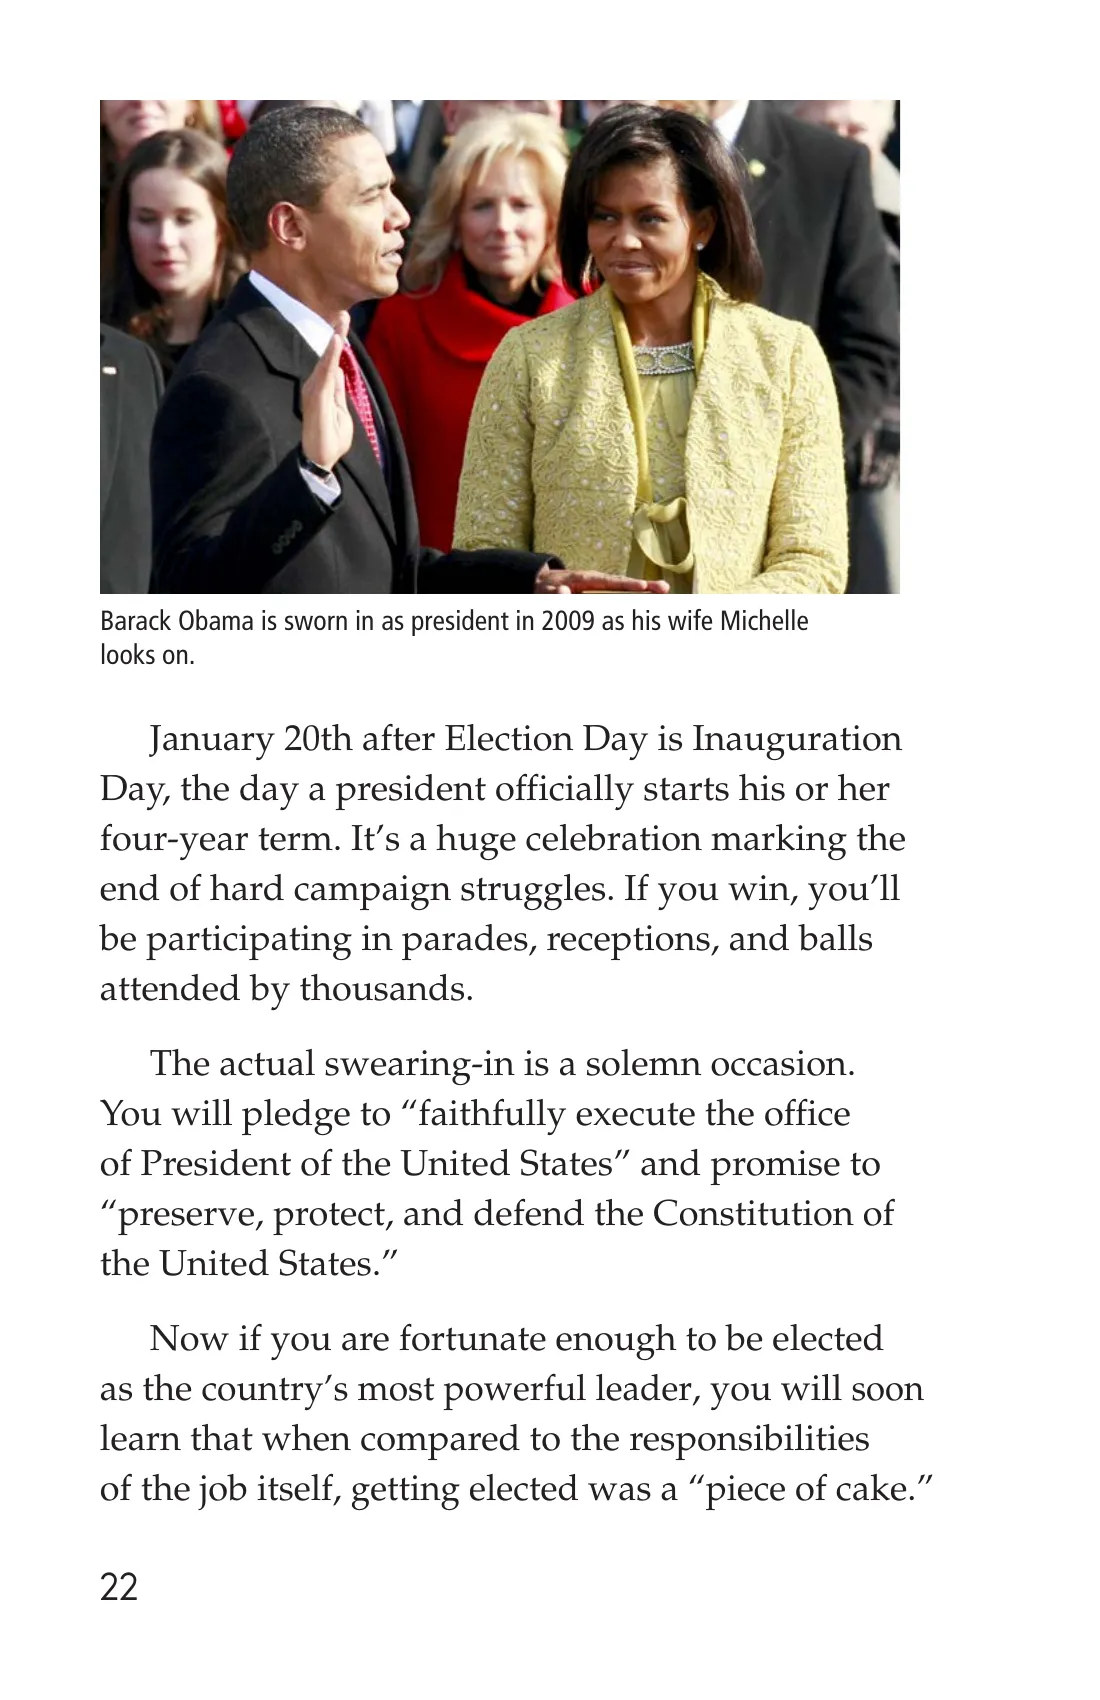 Barack Obama is sworn in as president in 2009 as his wife Michelle
looks on.
January 20th after Election Day is Inauguration
Day, the day a president officially starts his or her
four-year term. It’s a huge celebration marking the
end of hard campaign struggles. If you win, you’ll
be participating in parades, receptions, and balls
attended by thousands.
The actual swearing-in is a solemn occasion.
You will pledge to “faithfully execute the office
of President of the United States” and promise to
“preserve, protect, and defend the Constitution of
the United States.”
Now if you are fortunate enough to be elected
as the country’s most powerful leader, you will soon
learn that when compared to the responsibilities
of the job itself, getting elected was a “piece of cake.”
22